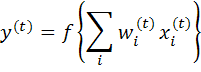 y^{(t)} = f\left\{\sum_i w_i^{(t)} x_i^{(t)}\right\}